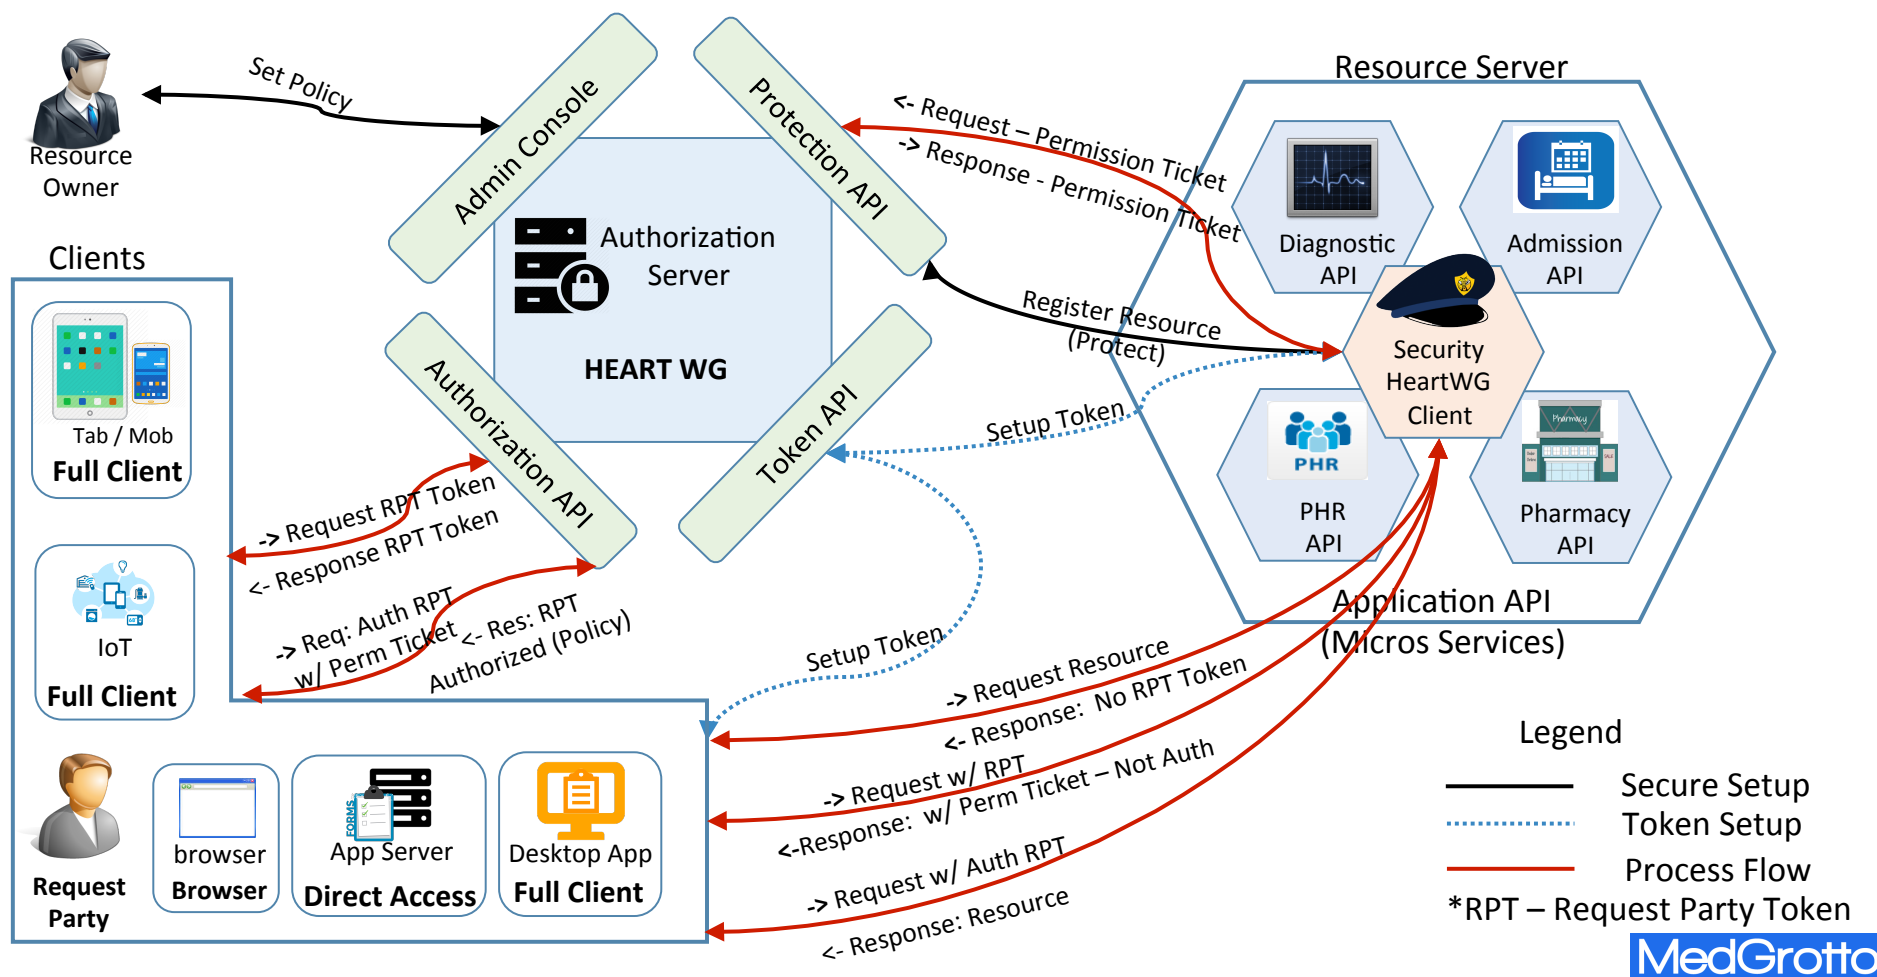 Resource
Owner
Set Policy
Admin Console
Protection API
Authorization
Server
HEART WG
Authorization API
Token API
<- Request – Permission Ticket
-> Response - Permission Ticket
Register Resource
(Protect)
Setup Token
Resource Server
Diagnostic
API
Admission
API
Security
HeartWG
Client
PHR
PHR
API
Pharmacy
Pharmacy
API
Application API
(Micros Services)
Clients
Tab / Mob
Full Client
IoT
Full Client
-> Request RPT Token
<- Response RPT Token
-> Req: Auth RPT
w/ Perm Ticket
<- Res: RPT
Authorized (Policy)
Setup Token
-> Request Resource
<- Response:  No RPT Token
-> Request w/ RPT
<-Response:  w/ Perm Ticket – Not Auth
-> Request w/ Auth RPT
<- Response: Resource
Request
Party
browser
Browser
FORMS
App Server
Direct Access
Desktop App
Full Client
Legend
Secure Setup
Token Setup
Process Flow
*RPT – Request Party Token
MedGrotto